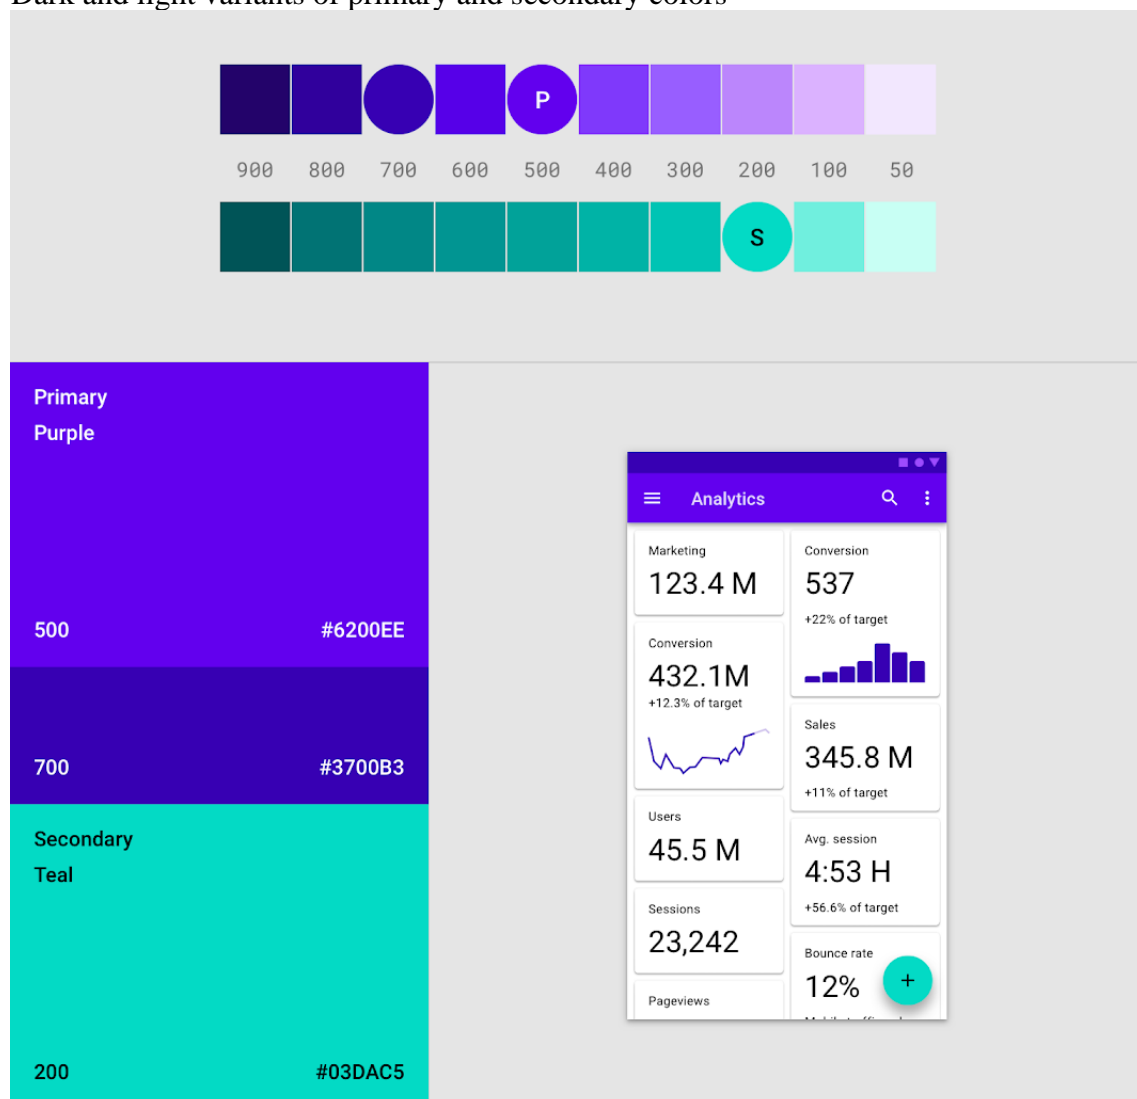 Dark and light variants of primary and secondary colors
P
900 800 700 600 500 400 300 200 100 50
S
Primary
Purple
500 #6200EE
700 #3700B3
Secondary
Teal
200 #03DAC5
Analytics
Marketing
123.4 M
Conversion
432.1M
+12.3% of target
Users
45.5 M
Sessions
23,242
Pageviews
Conversion
537
+22% of target
Sales
345.8 M
+11% of target
Avg. session
4:53 H
+56.6% of target
Bounce rate
12%
+